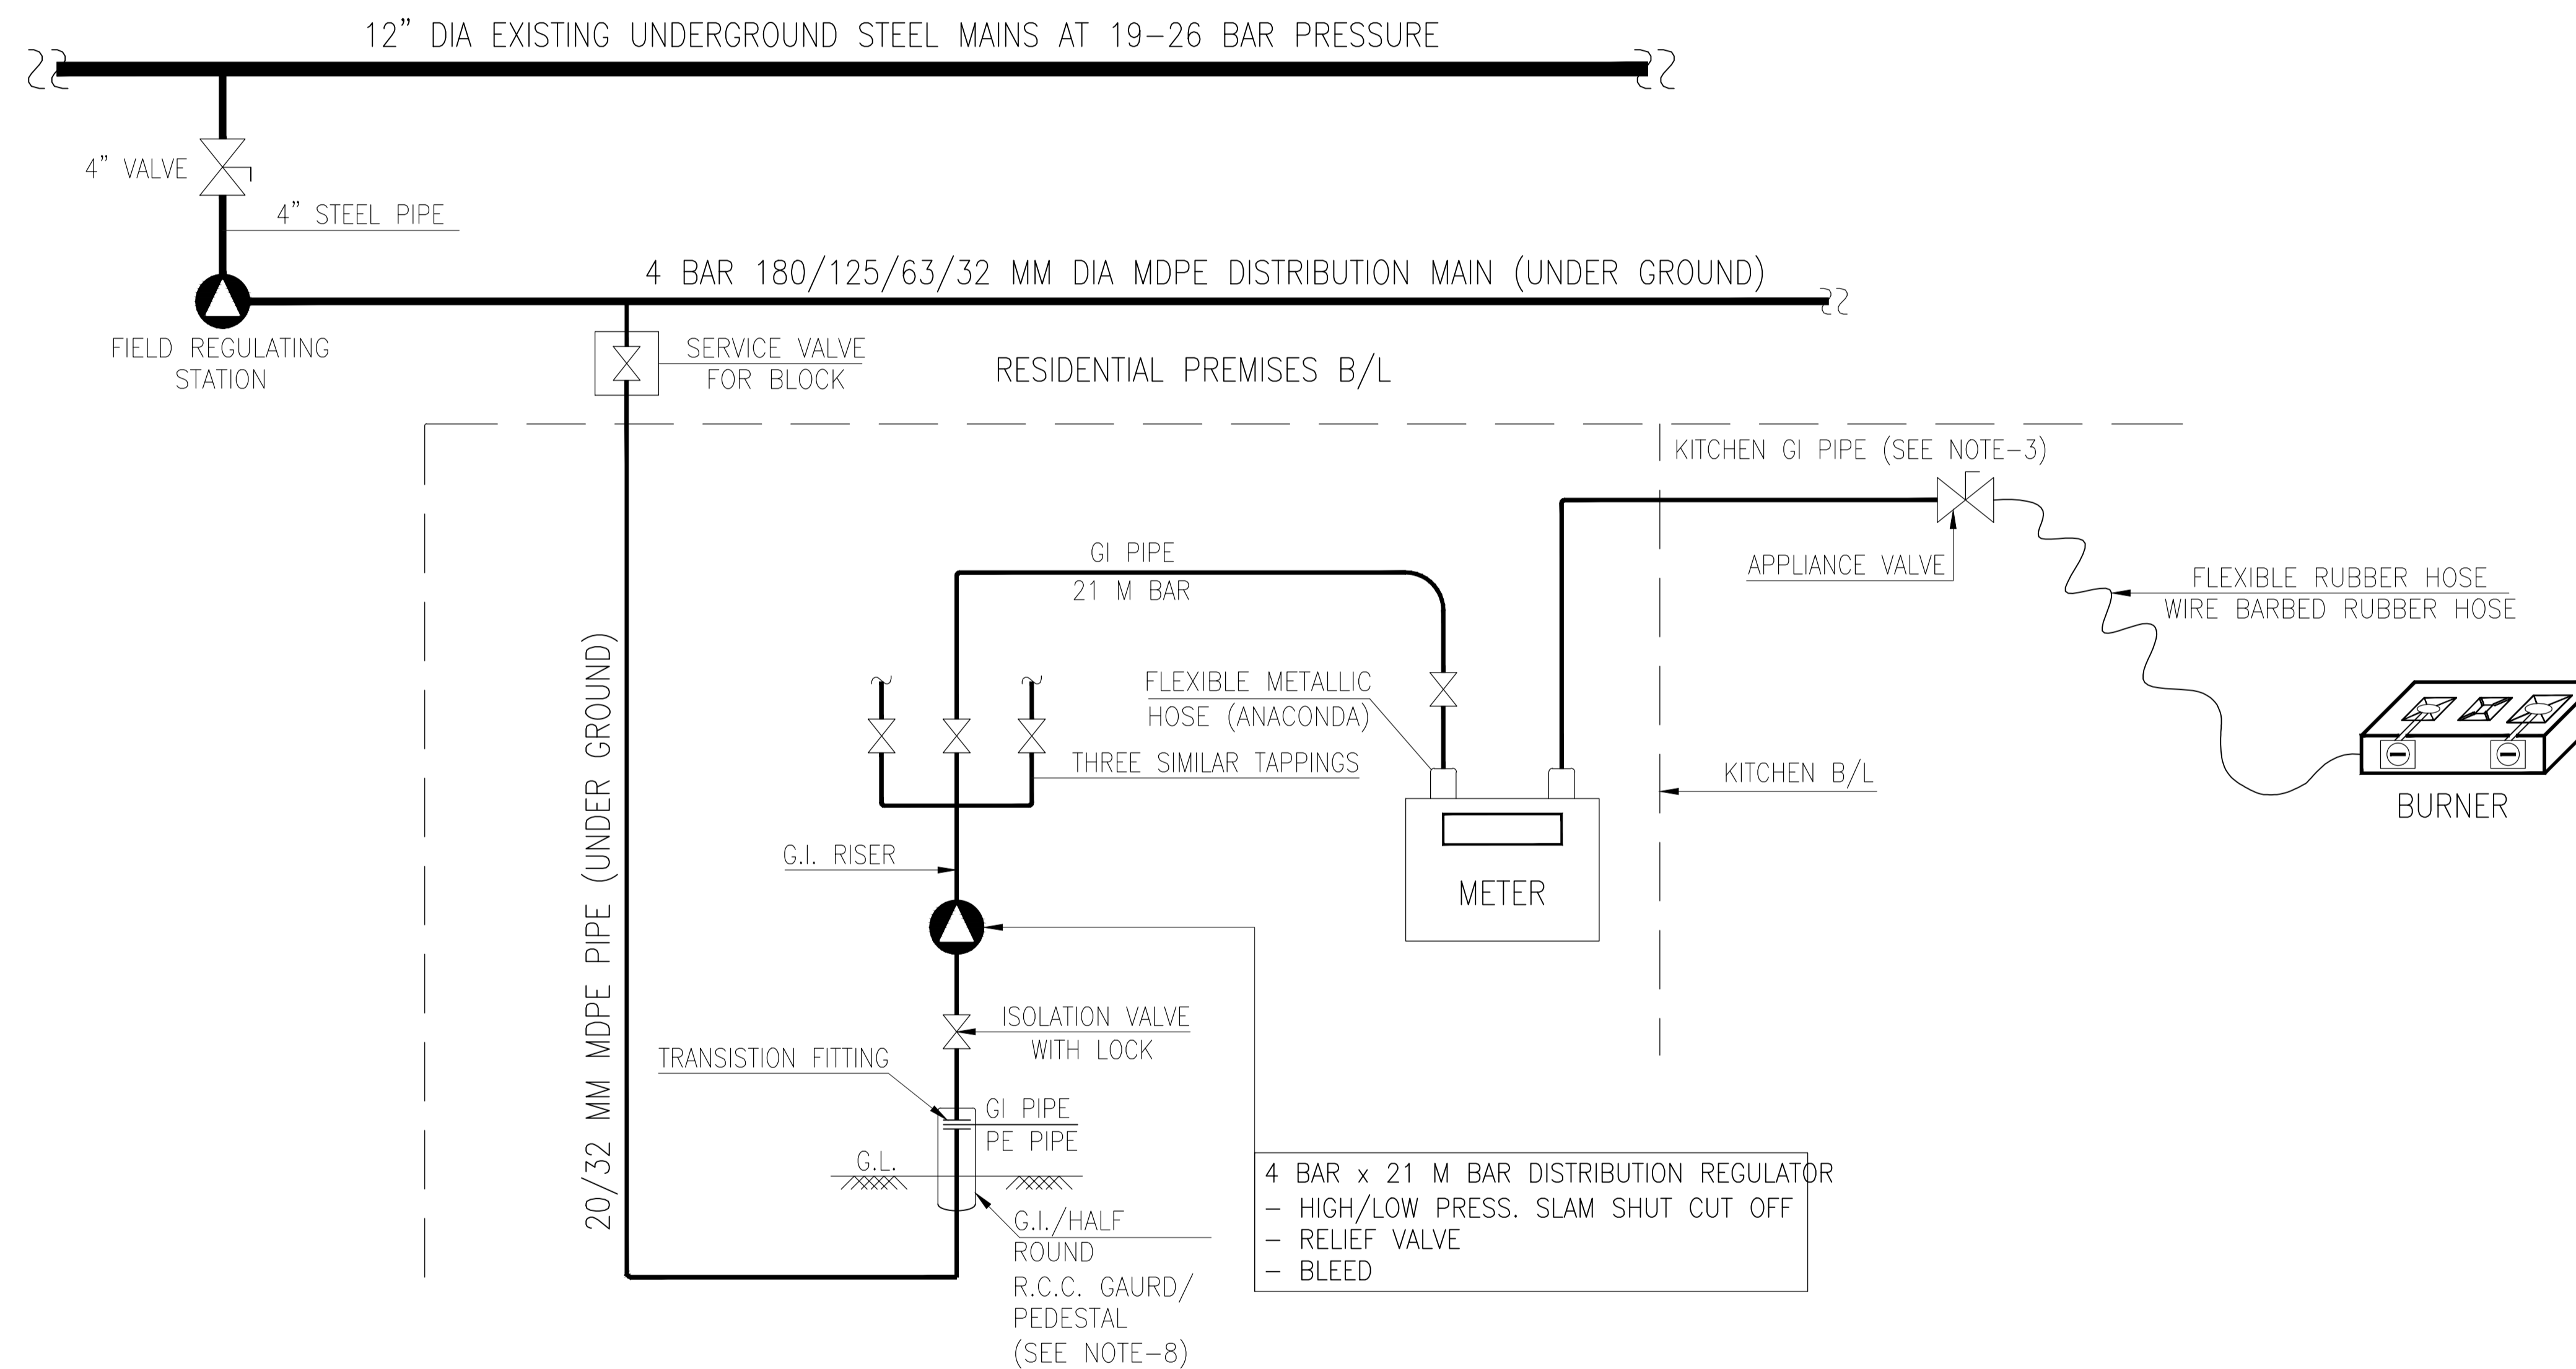 12” DIA EXISTING UNDERGROUND STEEL MAINS AT 19-26 BAR PRESSURE
4” VALVE
4” STEEL PIPE
4 BAR 180/125/63/32 MM DIA MDPE DISTRIBUTION MAIN (UNDER GROUND)
FIELD REGULATING
STATION
SERVICE VALVE
FOR BLOCK
RESIDENTIAL PREMISES B/L
KITCHEN GI PIPE (SEE NOTE-3)
GI PIPE
21 M BAR
APPLIANCE VALVE
FLEXIBLE RUBBER HOSE
WIRE BARBED RUBBER HOSE
20/32 MM MDPE PIPE (UNDER GROUND)
FLEXIBLE METALLIC
HOSE (ANACONDA)
THREE SIMILAR TAPPINGS
KITCHEN B/L
BURNER
G.I. RISER
METER
ISOLATION VALVE
WITH LOCK
TRANSISTION FITTING
GI PIPE
PE PIPE
G.L.
4 BAR x 21 M BAR DISTRIBUTION REGULATOR
- HIGH/LOW PRESS. SLAM SHUT CUT OFF
- RELIEF VALVE
- BLEED
G.I./HALF
ROUND
R.C.C. GAURD/
PEDESTAL
(SEE NOTE-8)